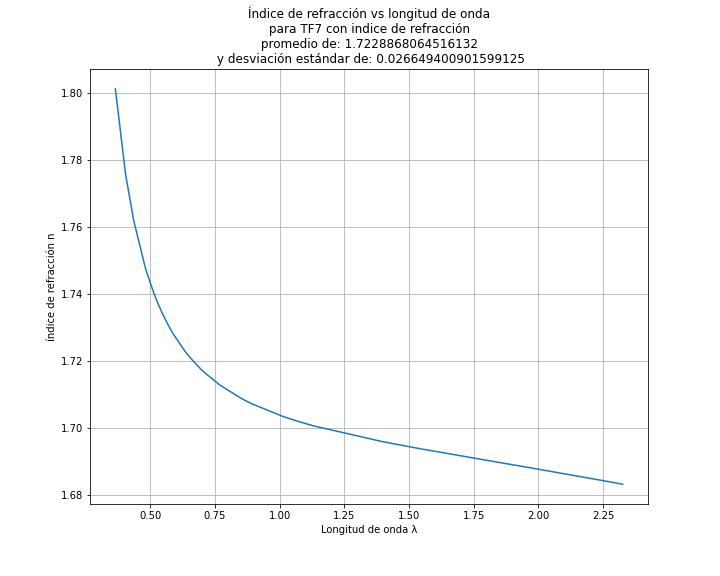 Índice de refracción vs longitud de onda
para TF7 con indice de refracción
promedio de: 1.7228868064516132
y desviación estándar de: 0.026649400901599125
1.80
1.78
1.76
1.74
1.72
1.70
1.68
índice de refracción n
0.50 0.75 1.00 1.25 1.50 1.75 2.00 2.25
Longitud de onda λ